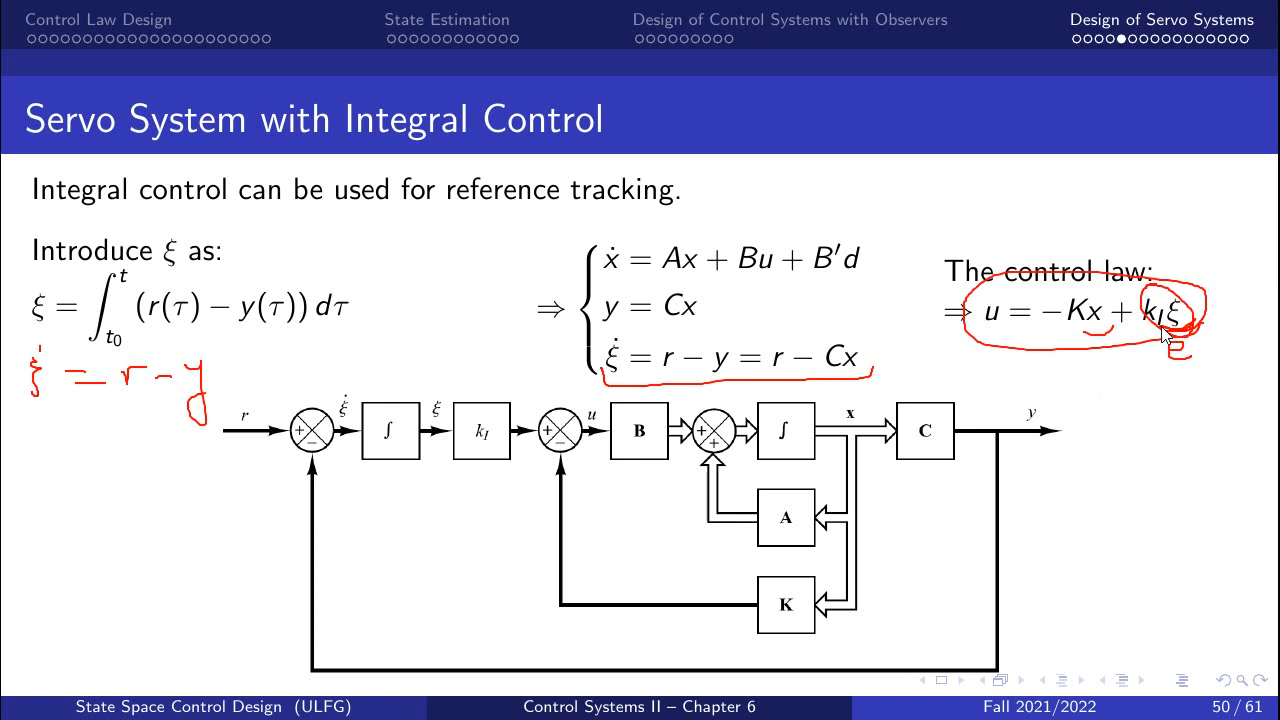 Control Law Design State Estimation Design of Control Systems with Observers Design of Servo Systems
Servo System with Integral Control
Integral control can be used for reference tracking.
Introduce ξ as:
ξ = ∫_{t₀}^{t} (r(τ) − y(τ)) dτ
ξ̇ = r − y
⇒ { ẋ = Ax + Bu + B′d
y = Cx
ξ̇ = r − y = r − Cx
The control law:
⇒ u = −Kx + k_I ξ
r + − ξ̇ ∫ ξ k_I + − u B + + ∫ x C y
A
K
State Space Control Design (ULFG) Control Systems II – Chapter 6 Fall 2021/2022 50 / 61